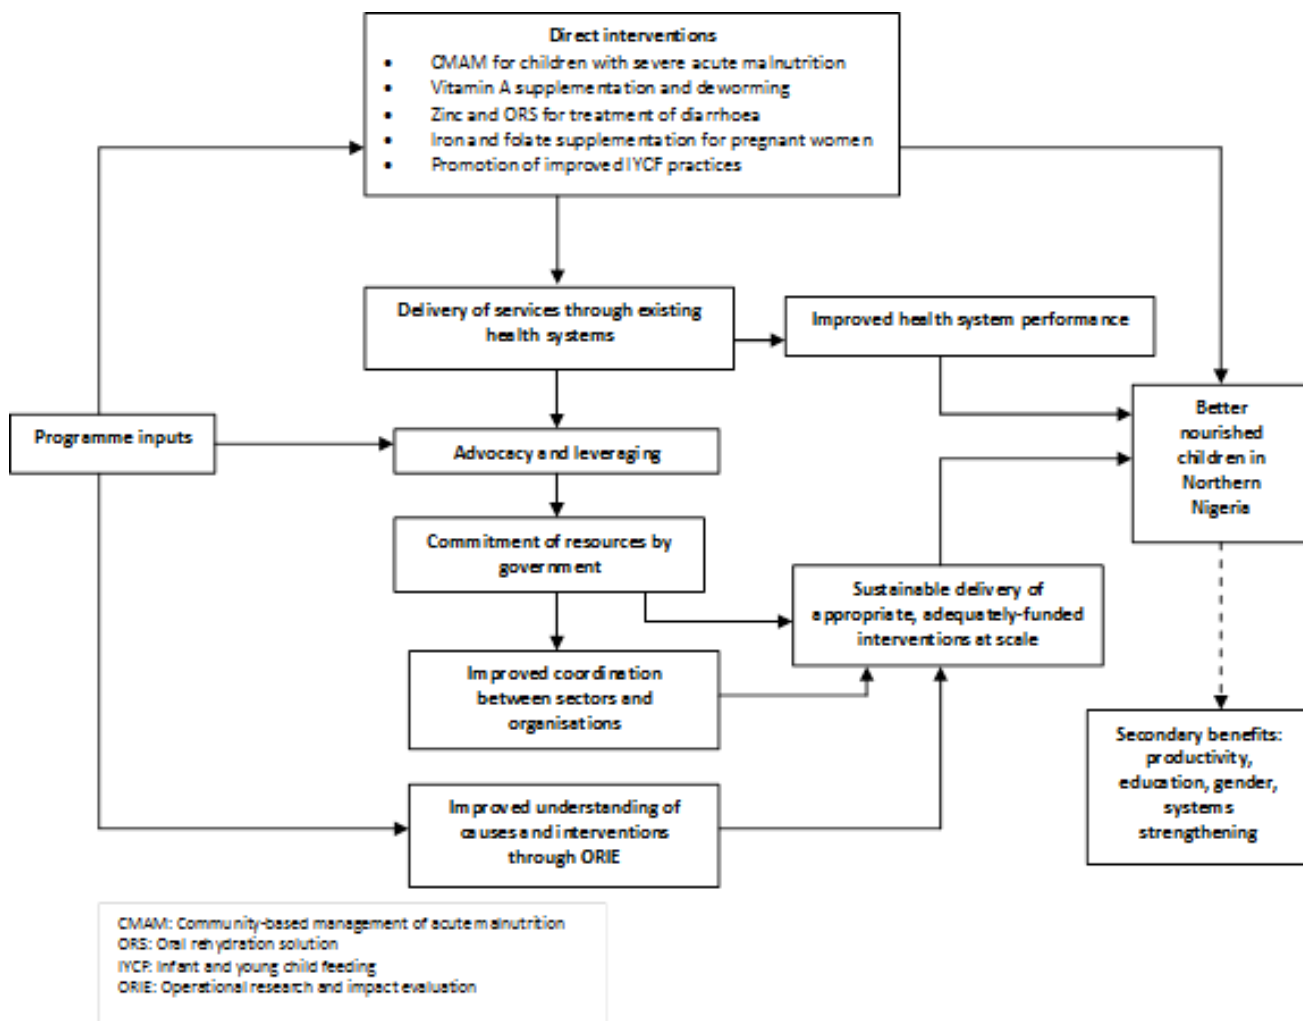 Direct interventions
• CMAM for children with severe acute malnutrition
• Vitamin A supplementation and deworming
• Zinc and ORS for treatment of diarrhoea
• Iron and folate supplementation for pregnant women
• Promotion of improved IYCF practices
Delivery of services through existing
health systems
Improved health system performance
Programme inputs
Advocacy and leveraging
Better
nourished
children in
Northern
Nigeria
Commitment of resources by
government
Sustainable delivery of
appropriate, adequately-funded
interventions at scale
Improved coordination
between sectors and
organisations
Secondary benefits:
productivity,
education, gender,
systems
strengthening
Improved understanding of
causes and interventions
through ORIE
CMAM: Community-based management of acute malnutrition
ORS: Oral rehydration solution
IYCF: Infant and young child feeding
ORIE: Operational research and impact evaluation